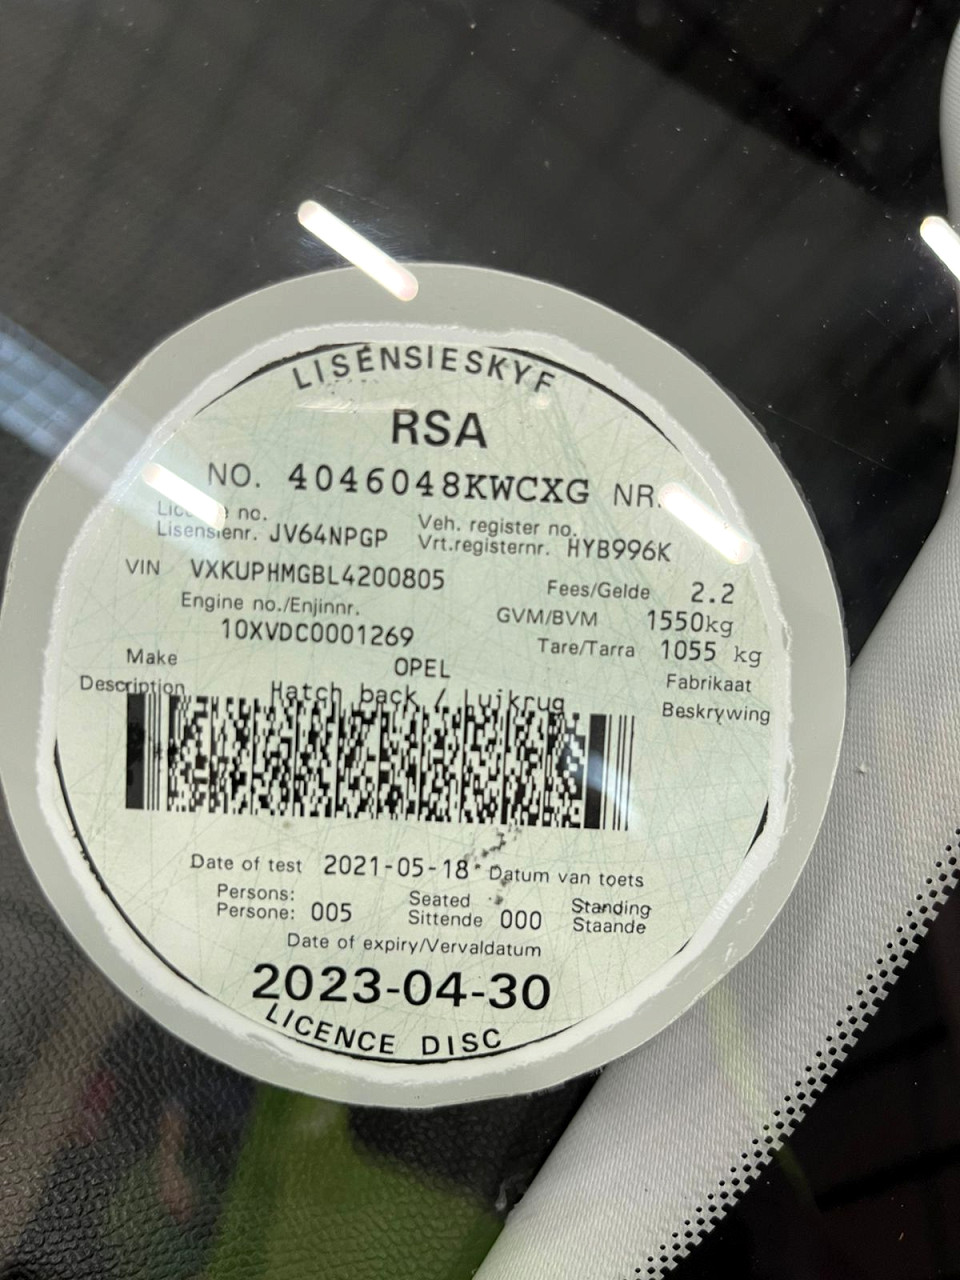 LISENSIESKYF
RSA
NO. 4046048KWCXG NR.
Licence no.
Lisensienr. JV64NPGP
Veh. register no.
Vrt.registernr. HYB996K
VIN VXKUPHMGBL4200805
Fees/Gelde 2.2
Engine no./Enjinnr.
10XVDC0001269
GVM/BVM 1550kg
Tare/Tarra 1055 kg
Make OPEL Fabrikaat
Description Hatch back / Luikrug Beskrywing
Date of test 2021-05-18 Datum van toets
Persons:
Persone: 005
Seated
Sittende 000
Standing
Staande
Date of expiry/Vervaldatum
2023-04-30
LICENCE DISC